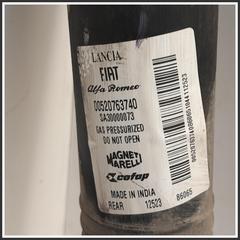 LANCIA
FIAT
Alfa Romeo
00520763740
SA30000073
GAS PRESSURIZED
DO NOT OPEN
MAGNETI
MARELLI
cofap
MADE IN INDIA
REAR 12523 86065